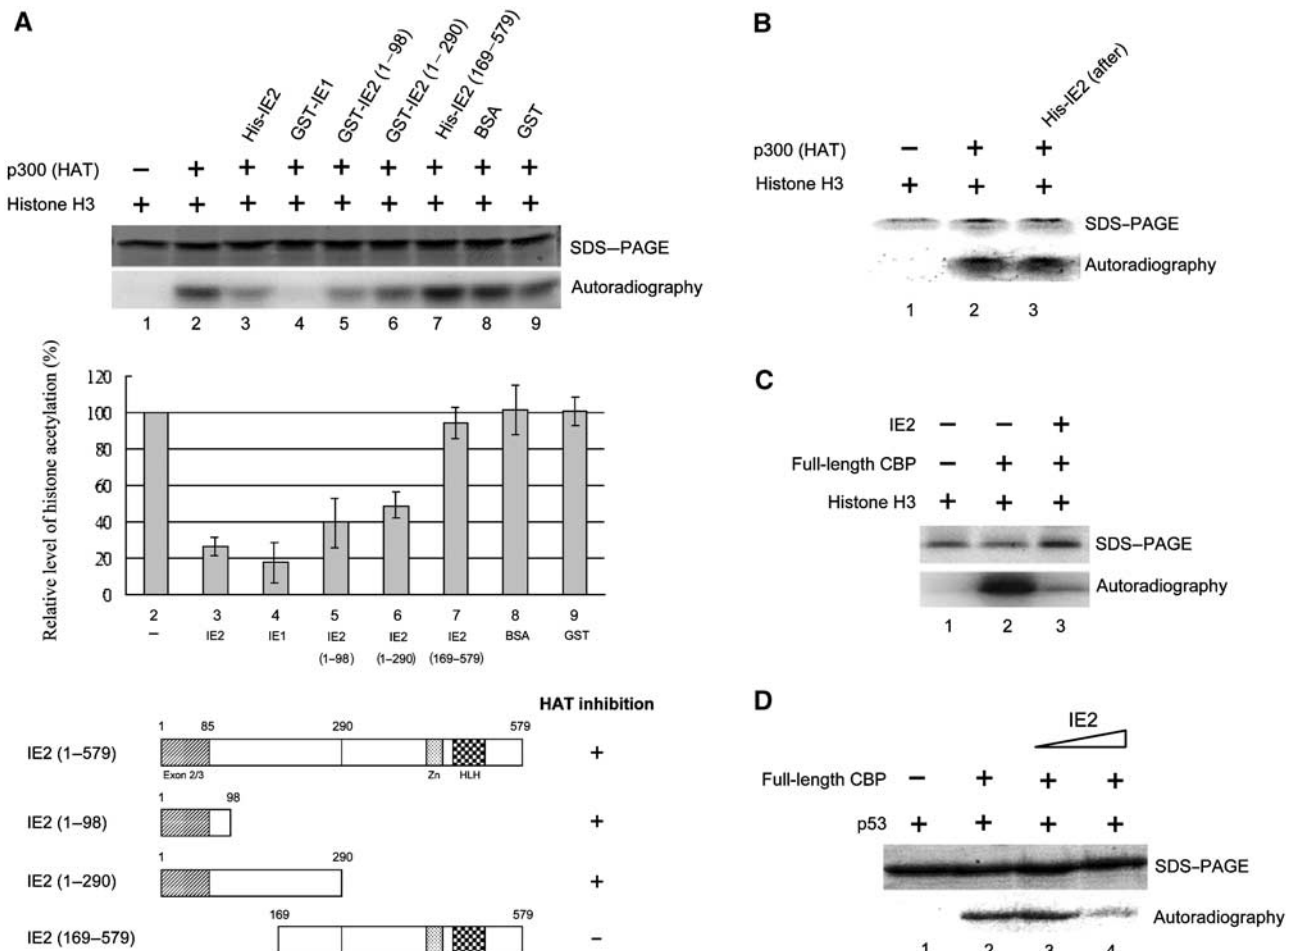 A
His-IE2
GST-IE1
GST-IE2 (1–98)
GST-IE2 (1– 290)
His-IE2 (169–579)
BSA
GST
p300 (HAT) – + + + + + + + +
Histone H3 + + + + + + + + +
SDS–PAGE
Autoradiography
1 2 3 4 5 6 7 8 9
Relative level of histone acetylation (%)
120
100
80
60
40
20
0
2 3 4 5 6 7 8 9
– IE2 IE1 IE2 IE2 IE2 BSA GST
(1–98) (1–290) (169–579)
HAT inhibition
1 85 290 579
IE2 (1–579) +
Exon 2/3 Zn HLH
1 98
IE2 (1–98) +
1 290
IE2 (1–290) +
169 579
IE2 (169–579) –
B
His-IE2 (after)
p300 (HAT) – + +
Histone H3 + + +
SDS–PAGE
Autoradiography
1 2 3
C
IE2 – – +
Full-length CBP – + +
Histone H3 + + +
SDS–PAGE
Autoradiography
1 2 3
D
IE2
Full-length CBP – + + +
p53 + + + +
SDS–PAGE
Autoradiography
1 2 3 4